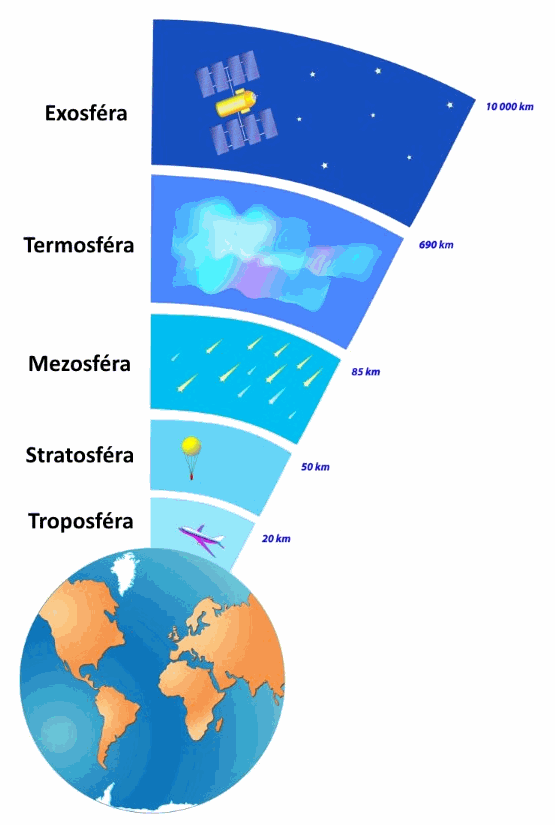 Exosféra
10 000 km
Termosféra
690 km
Mezosféra
85 km
Stratosféra
50 km
Troposféra
20 km